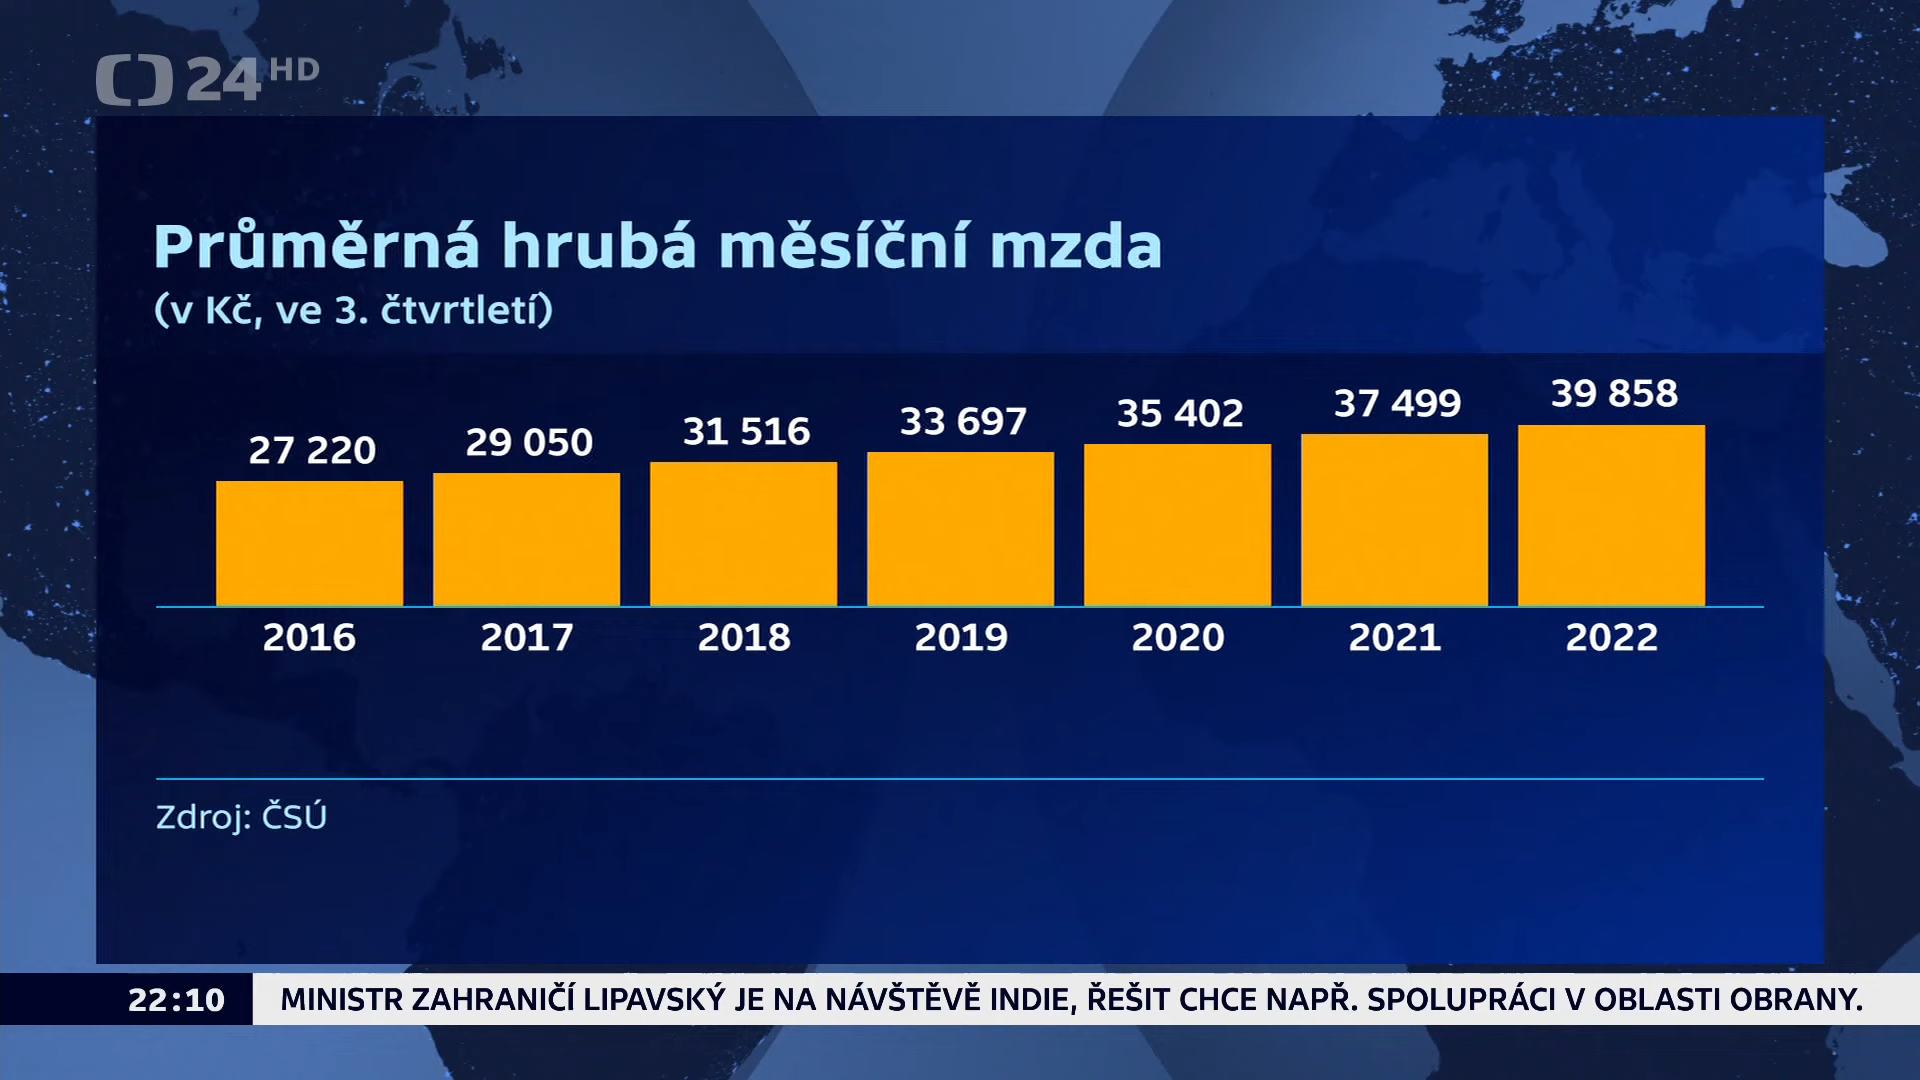 24 HD
Průměrná hrubá měsíční mzda
(v Kč, ve 3. čtvrtletí)
27 220 29 050 31 516 33 697 35 402 37 499 39 858
2016 2017 2018 2019 2020 2021 2022
Zdroj: ČSÚ
22:10 MINISTR ZAHRANIČÍ LIPAVSKÝ JE NA NÁVŠTĚVĚ INDIE, ŘEŠIT CHCE NAPŘ. SPOLUPRÁCI V OBLASTI OBRANY.